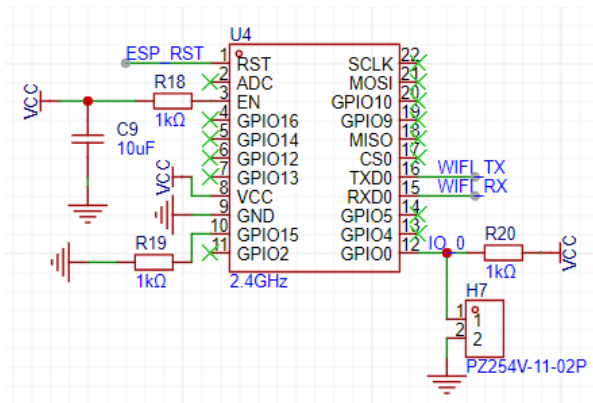 U4
ESP_RST
1 RST SCLK 22
2 ADC MOSI 21
R18
VCC 3 EN GPIO10 20
1kΩ
4 GPIO16 GPIO9 19
C9
10uF
5 GPIO14 MISO 18
6 GPIO12 CS0 17
7 GPIO13 TXD0 16 WIFI_TX
VCC 8 VCC RXD0 15 WIFI_RX
9 GND GPIO5 14
10 GPIO15 GPIO4 13
R19
1kΩ
11 GPIO2 GPIO0 12 IO_0
R20
1kΩ
VCC
2.4GHz
H7
1 1
2 2
PZ254V-11-02P